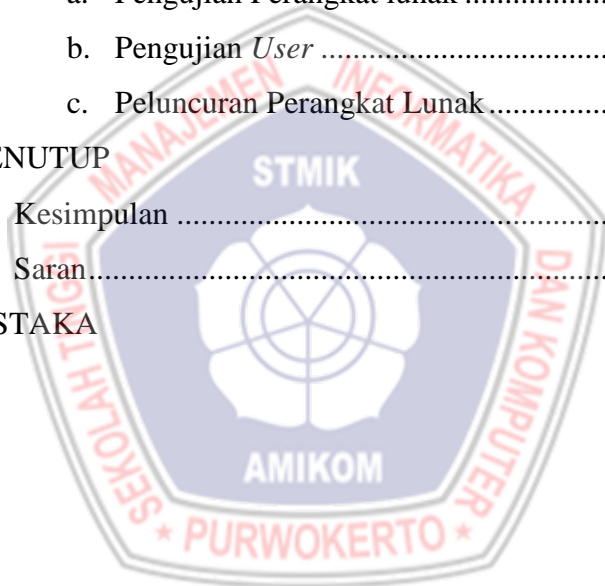 a. Pengujian Perangkat lunak ......................
b. Pengujian User ....................................
c. Peluncuran Perangkat Lunak ...............
ENUTUP
Kesimpulan ......................................................
Saran.................................................................
STAKA
SEKOLAH TINGGI MANAJEMEN INFORMATIKA DAN KOMPUTER
STMIK
AMIKOM
* PURWOKERTO *